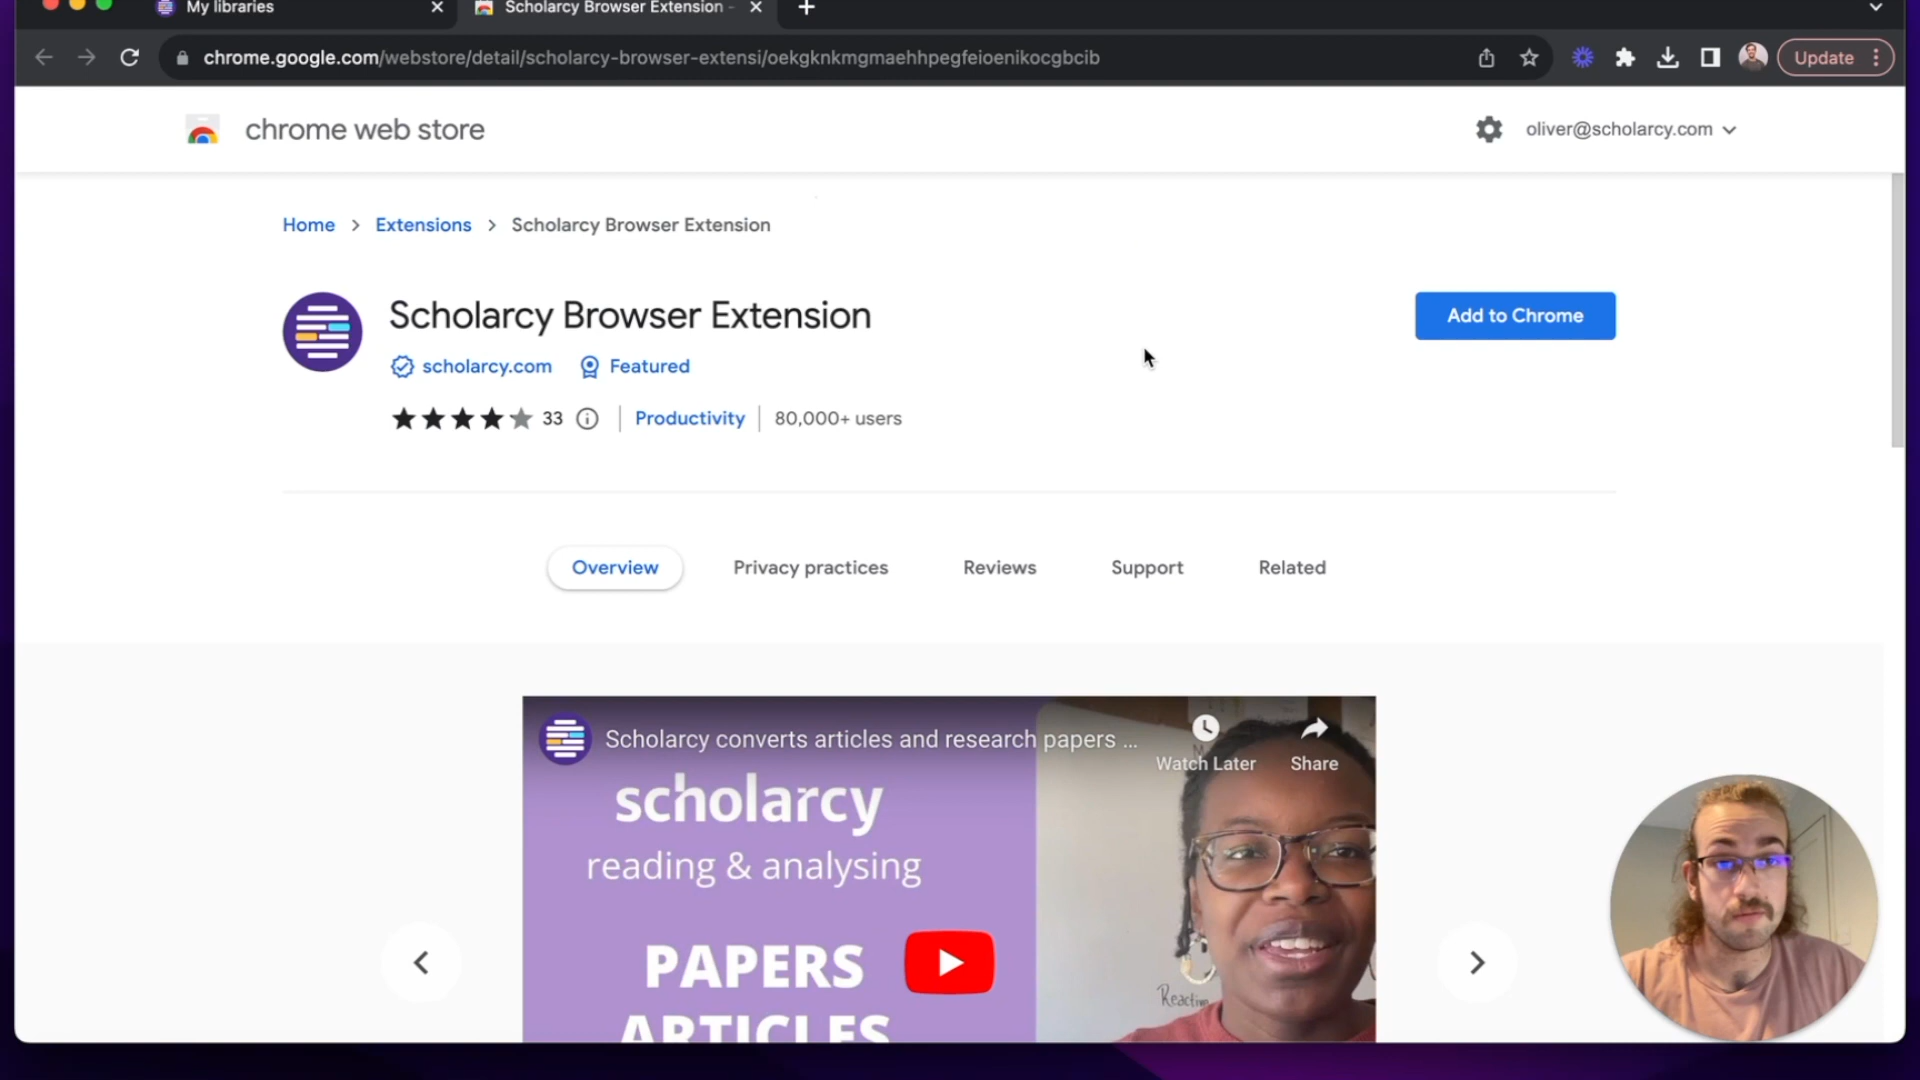 My libraries
Scholarcy Browser Extension -
chrome.google.com/webstore/detail/scholarcy-browser-extensi/oekgknkmgmaehhpegfeioenikocgbcib
Update
chrome web store
oliver@scholarcy.com
Home > Extensions > Scholarcy Browser Extension
Scholarcy Browser Extension
Add to Chrome
scholarcy.com Featured
33 Productivity 80,000+ users
Overview Privacy practices Reviews Support Related
Scholarcy converts articles and research papers ...
Watch Later Share
scholarcy
reading & analysing
PAPERS
ARTICLES